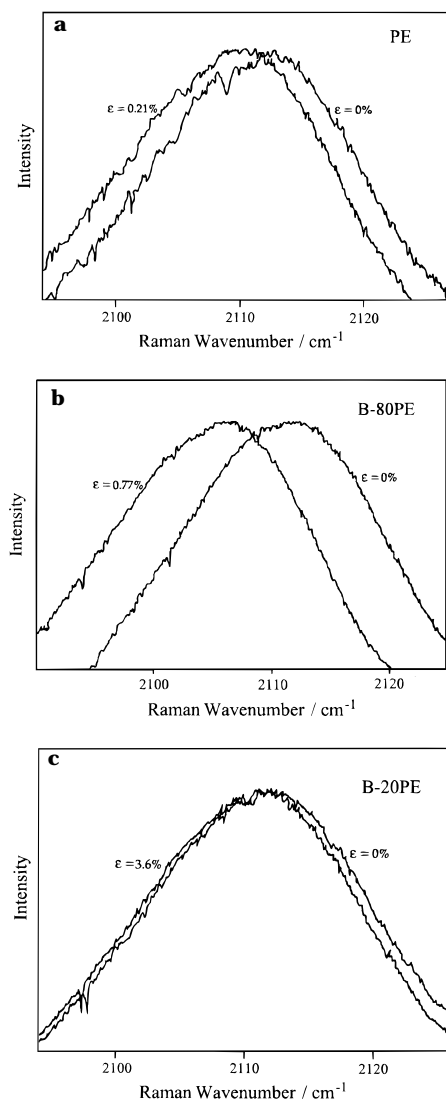 a
PE
ε = 0.21%
ε = 0%
Intensity
2100 2110 2120
Raman Wavenumber / cm⁻¹
b
B-80PE
ε = 0.77%
ε = 0%
Intensity
2100 2110 2120
Raman Wavenumber / cm⁻¹
c
B-20PE
ε = 3.6%
ε = 0%
Intensity
2100 2110 2120
Raman Wavenumber / cm⁻¹